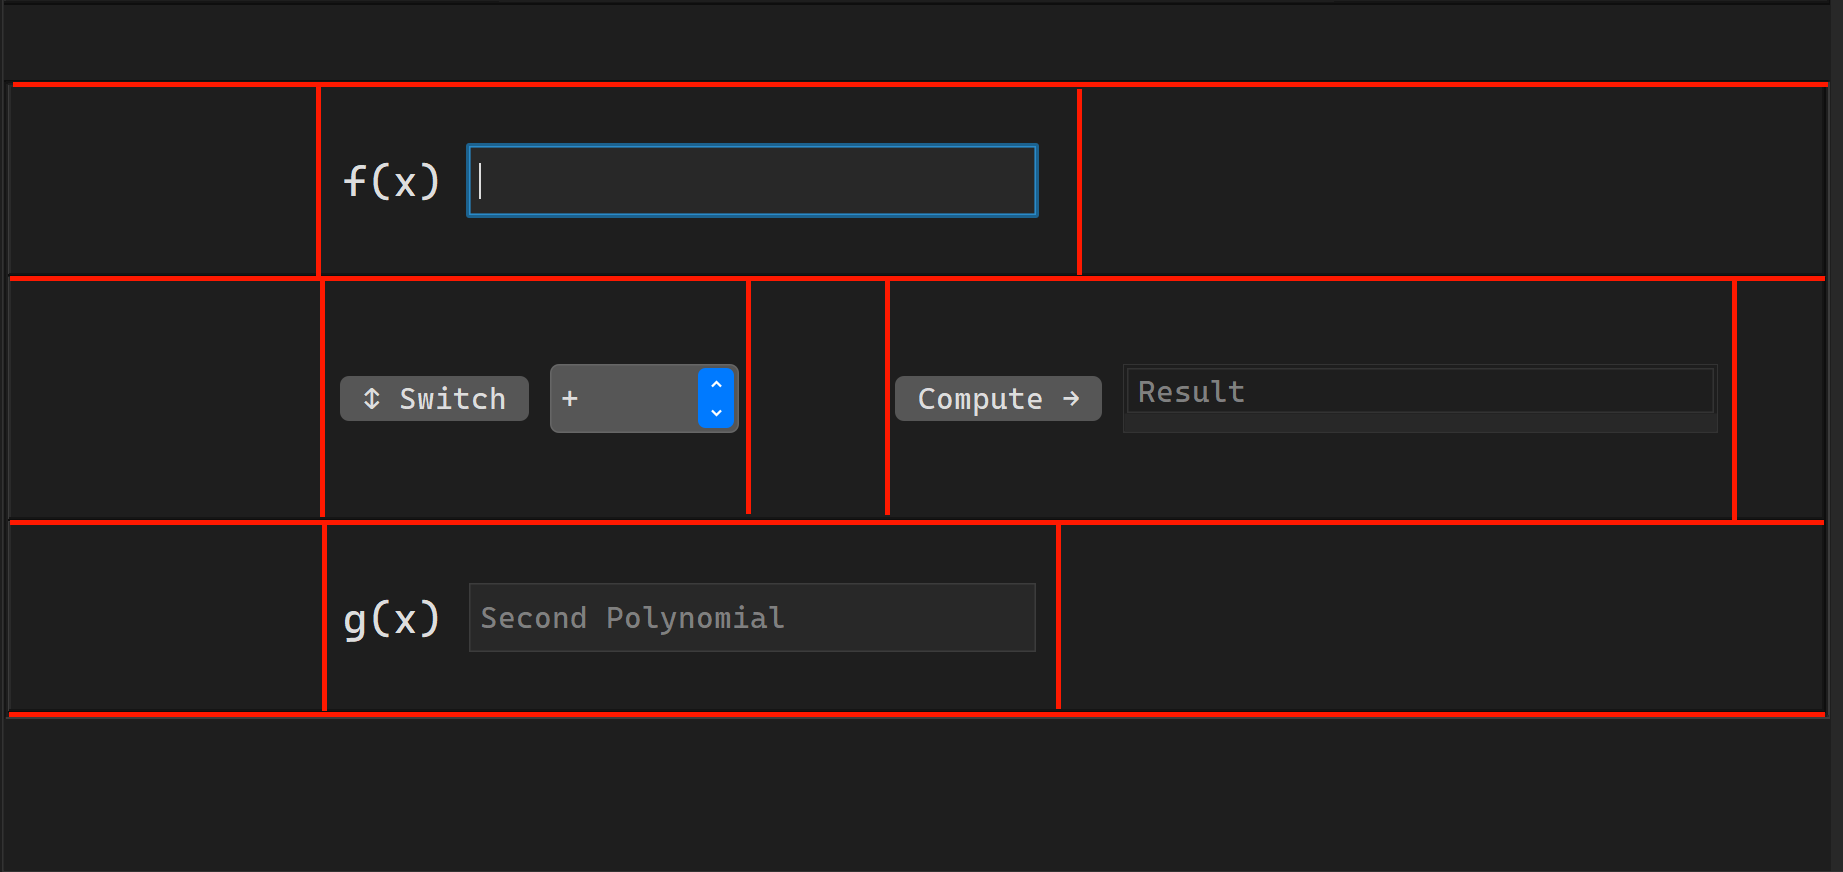 f(x)
↕ Switch + Compute → Result
g(x) Second Polynomial